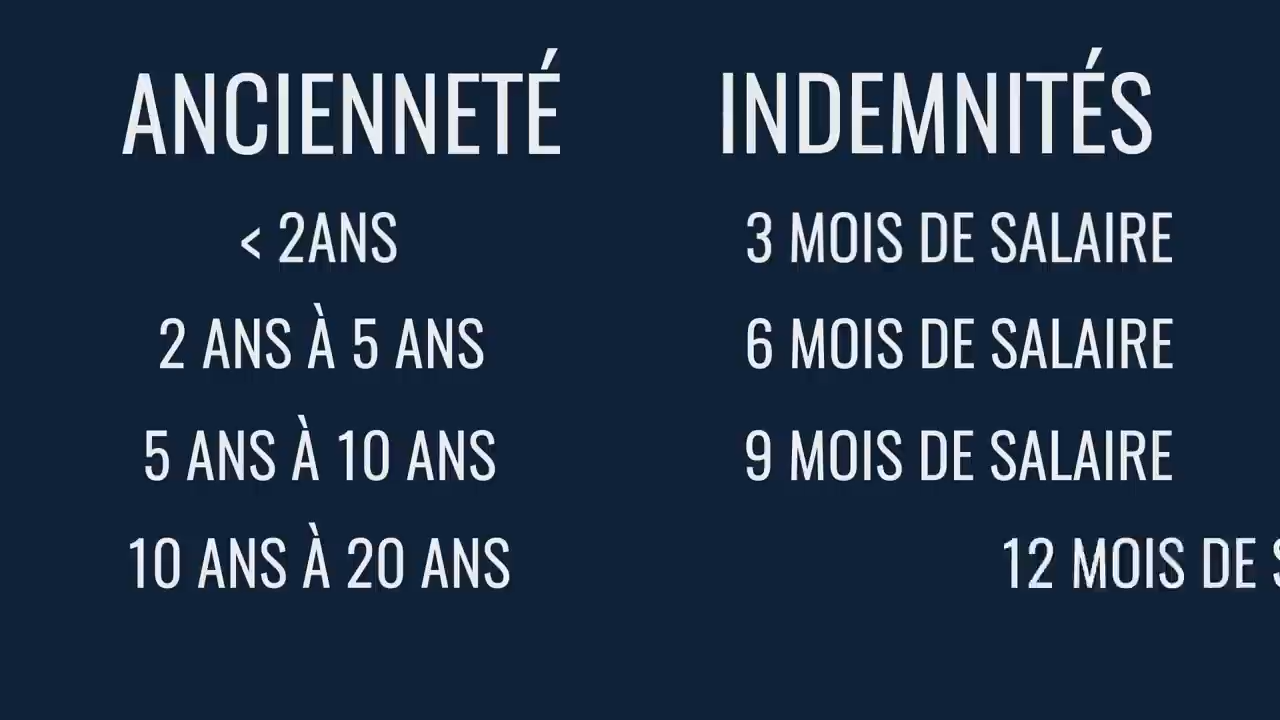 ANCIENNETÉ INDEMNITÉS
< 2ANS 3 MOIS DE SALAIRE
2 ANS À 5 ANS 6 MOIS DE SALAIRE
5 ANS À 10 ANS 9 MOIS DE SALAIRE
10 ANS À 20 ANS 12 MOIS DE